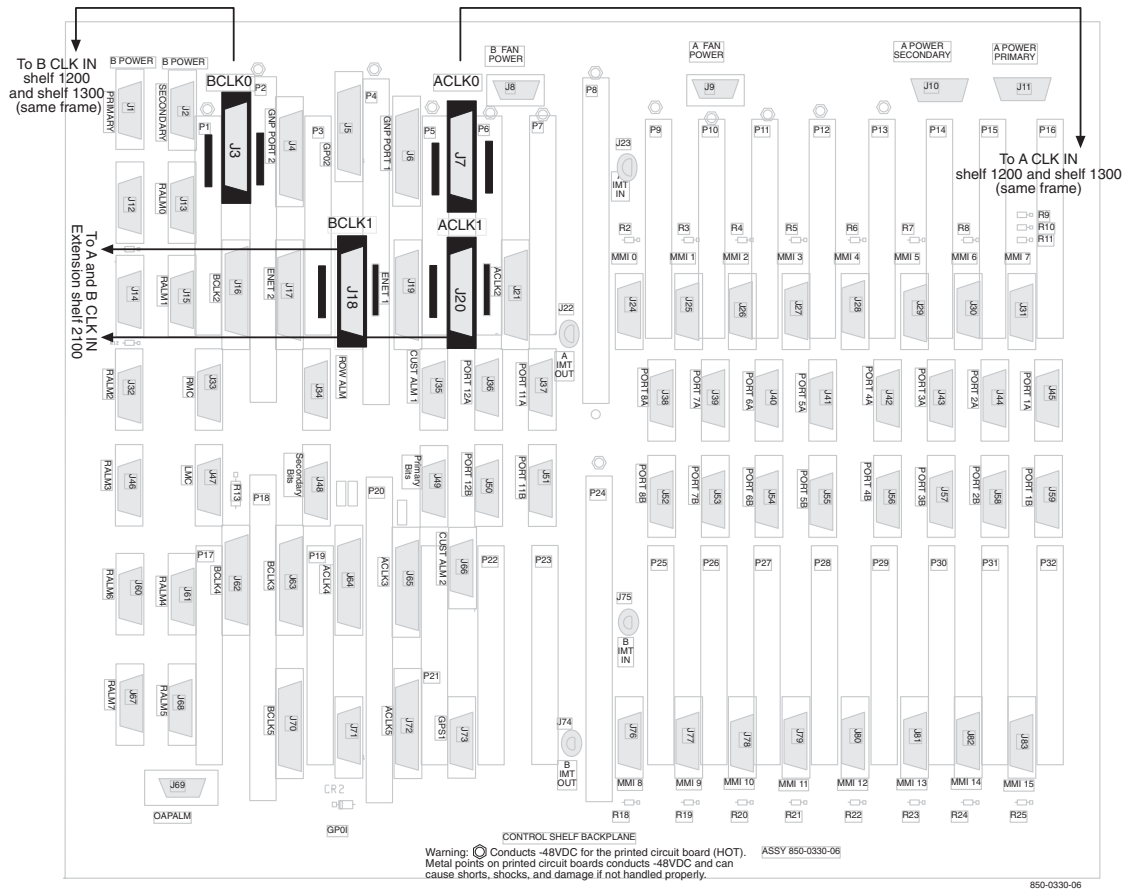 To B CLK IN
shelf 1200
and shelf 1300
(same frame)
B POWER
B POWER
BCLK0
ACLK0
B FAN
POWER
A FAN
POWER
A POWER
SECONDARY
A POWER
PRIMARY
J1
PRIMARY
J2
SECONDARY
P1
J3
P2
GNP PORT 2
J4
P3
GP02
J5
P4
GNP PORT 1
J6
P5
J7
P6
J8
P7
P8
J9
J10
J11
P9
P10
P11
P12
P13
P14
P15
P16
J23
IMT
IN
To A CLK IN
shelf 1200 and shelf 1300
(same frame)
J12
RALM0
J13
BCLK1
ACLK1
R2
R3
R4
R5
R6
R7
R8
R9
R10
R11
MMI 0
MMI 1
MMI 2
MMI 3
MMI 4
MMI 5
MMI 6
MMI 7
To A and B CLK IN
Extension shelf 2100
J14
RALM1
J15
BCLK2
J16
ENET 2
J17
J18
ENET 1
J19
J20
ACLK2
J21
J22
A
IMT
OUT
J24
J25
J26
J27
J28
J29
J30
J31
RALM2
J32
RMC
J33
J34
ROW ALM
CUST ALM 1
J35
PORT 12A
J36
PORT 11A
J37
PORT 8A
J38
PORT 7A
J39
PORT 6A
J40
PORT 5A
J41
PORT 4A
J42
PORT 3A
J43
PORT 2A
J44
PORT 1A
J45
RALM3
J46
LMC
J47
R13
P18
Secondary
Bits
J48
P20
Primary
Bits
J49
PORT 12B
J50
PORT 11B
J51
P24
PORT 8B
J52
PORT 7B
J53
PORT 6B
J54
PORT 5B
J55
PORT 4B
J56
PORT 3B
J57
PORT 2B
J58
PORT 1B
J59
RALM6
J60
RALM4
J61
P17
BCLK4
J62
BCLK3
J63
P19
ACLK4
J64
ACLK3
J65
CUST ALM 2
J66
P22
P23
P25
P26
P27
P28
P29
P30
P31
P32
J75
B
IMT
IN
RALM7
J67
RALM5
J68
BCLK5
J70
J71
ACLK5
J72
P21
GPS1
J73
J74
B
IMT
OUT
J76
J77
J78
J79
J80
J81
J82
J83
MMI 8
MMI 9
MMI 10
MMI 11
MMI 12
MMI 13
MMI 14
MMI 15
J69
OAPALM
CR2
GP0I
R18
R19
R20
R21
R22
R23
R24
R25
CONTROL SHELF BACKPLANE
Warning: Conducts -48VDC for the printed circuit board (HOT).
Metal points on printed circuit boards conducts -48VDC and can
cause shorts, shocks, and damage if not handled properly.
ASSY 850-0330-06
850-0330-06